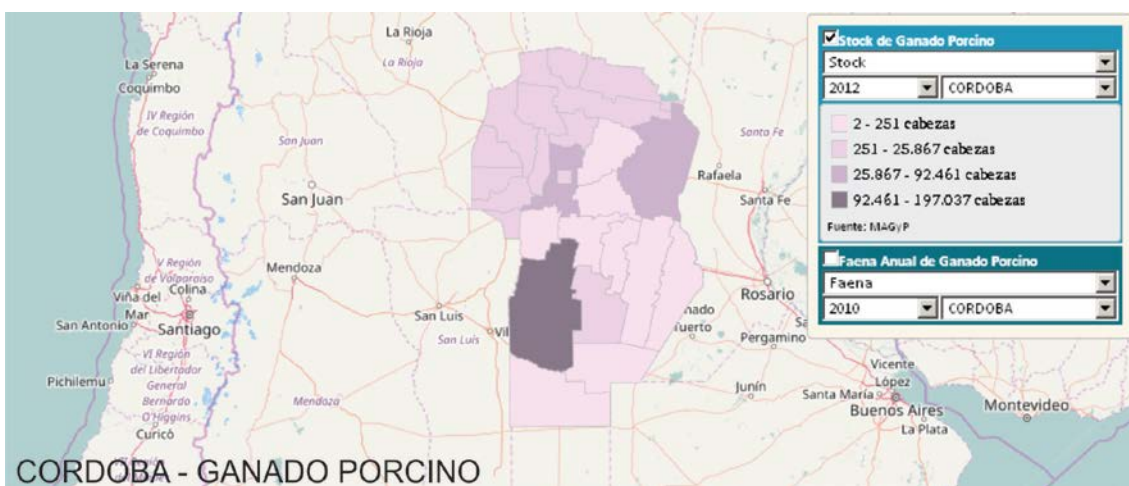 La Rioja
La Rioja
La Serena
Coquimbo
IV Región
de Coquimbo
San Juan
San Juan
Santa Fe
Rafaela
Santa Fe
V Región
de Valparaíso
Mendoza
Colina
Viña del
Mar
San Antonio
Santiago
San Luis
San Luis
Rosario
Pergamino
VI Región
del Libertador
General
Bernardo
O'Higgins
Pichilemu
Mendoza
Curicó
Junín
Vicente
López
Santa María
Buenos Aires
La Plata
Montevideo
Stock de Ganado Porcino
Stock
2012 CORDOBA
2 - 251 cabezas
251 - 25.867 cabezas
25.867 - 92.461 cabezas
92.461 - 197.037 cabezas
Fuente: MAGyP
Faena Anual de Ganado Porcino
Faena
2010 CORDOBA
CORDOBA - GANADO PORCINO